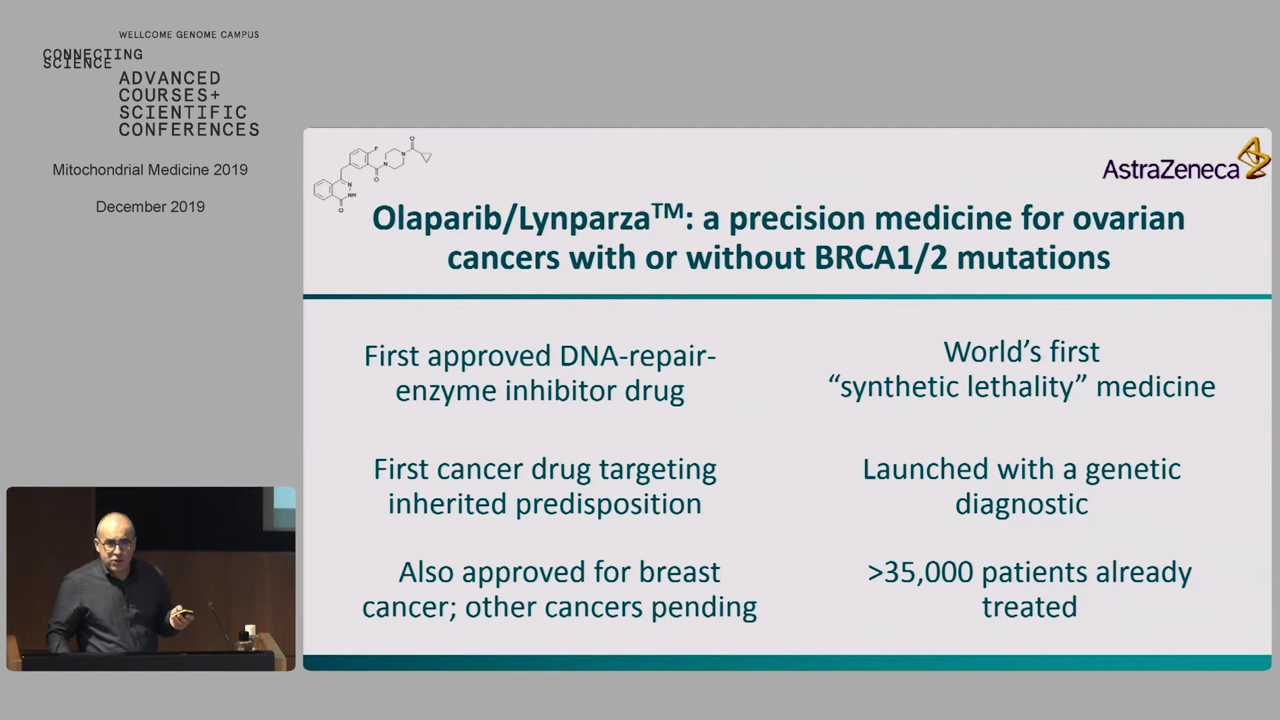 WELLCOME GENOME CAMPUS
CONNECTING
SCIENCE
ADVANCED
COURSES+
SCIENTIFIC
CONFERENCES
Mitochondrial Medicine 2019
December 2019
F
O
N
N
O
N
NH
O
AstraZeneca
Olaparib/Lynparza™: a precision medicine for ovarian
cancers with or without BRCA1/2 mutations
First approved DNA-repair-
enzyme inhibitor drug
World’s first
“synthetic lethality” medicine
First cancer drug targeting
inherited predisposition
Launched with a genetic
diagnostic
Also approved for breast
cancer; other cancers pending
>35,000 patients already
treated